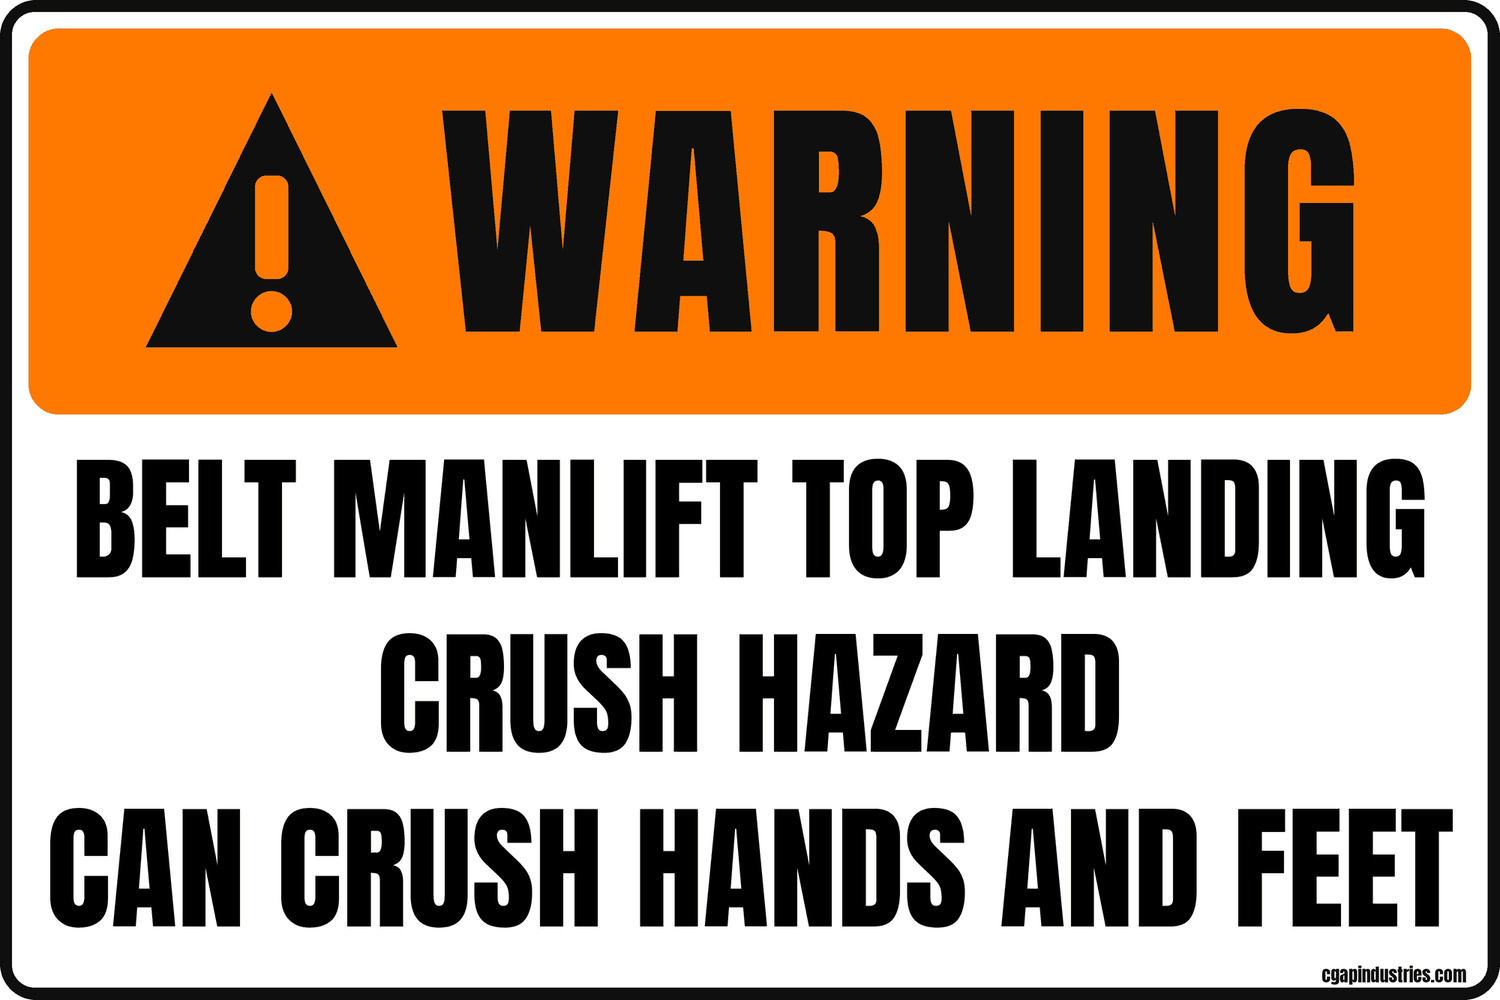 WARNING
BELT MANLIFT TOP LANDING
CRUSH HAZARD
CAN CRUSH HANDS AND FEET
cgapindustries.com